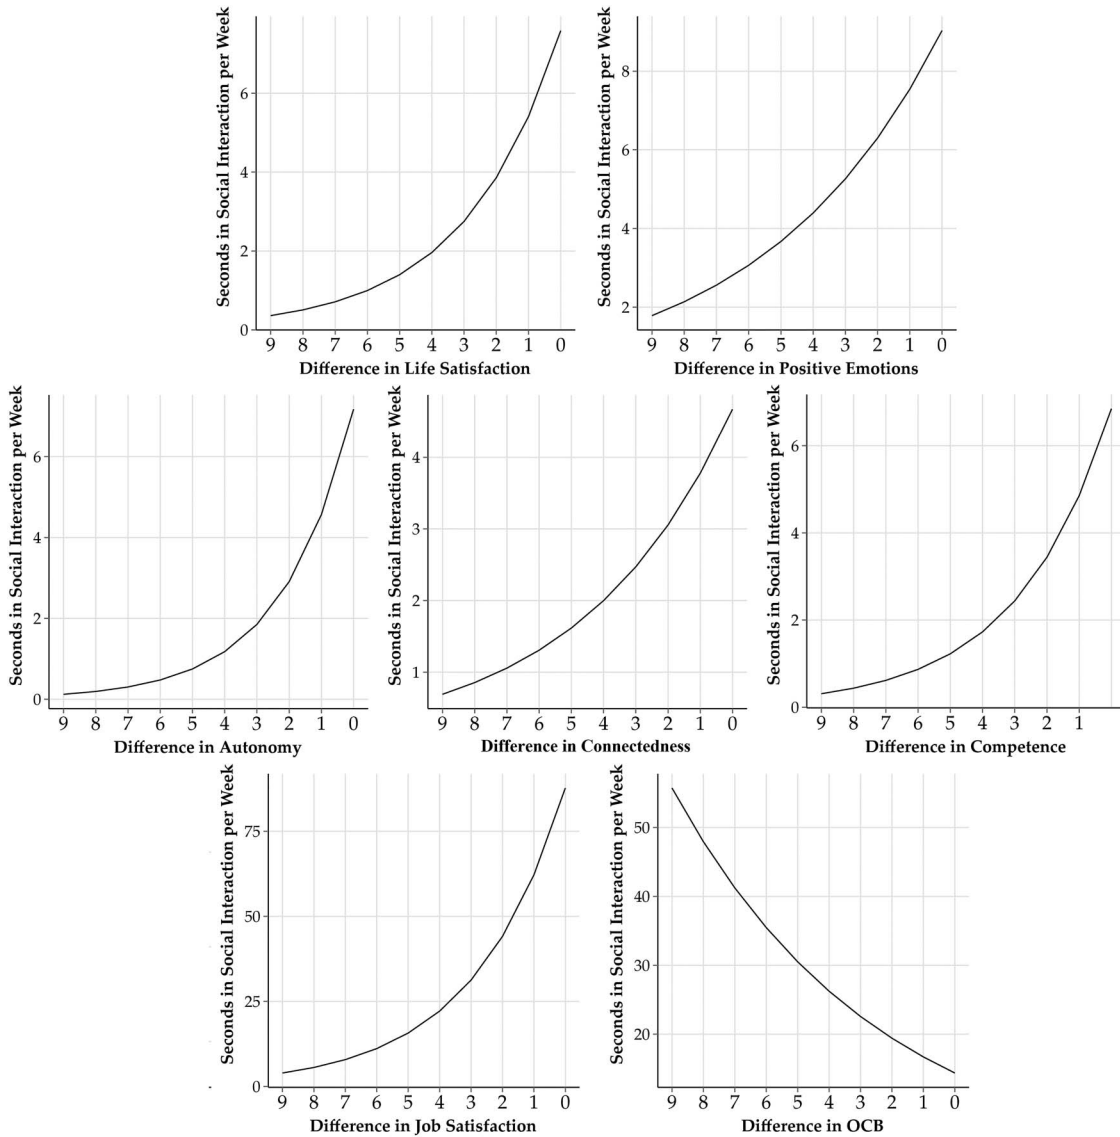 Seconds in Social Interaction per Week
6
4
2
0
9 8 7 6 5 4 3 2 1 0
Difference in Life Satisfaction
Seconds in Social Interaction per Week
8
6
4
2
9 8 7 6 5 4 3 2 1 0
Difference in Positive Emotions
Seconds in Social Interaction per Week
6
4
2
0
9 8 7 6 5 4 3 2 1 0
Difference in Autonomy
Seconds in Social Interaction per Week
4
3
2
1
9 8 7 6 5 4 3 2 1 0
Difference in Connectedness
Seconds in Social Interaction per Week
6
4
2
0
9 8 7 6 5 4 3 2 1
Difference in Competence
Seconds in Social Interaction per Week
75
50
25
0
9 8 7 6 5 4 3 2 1 0
Difference in Job Satisfaction
Seconds in Social Interaction per Week
50
40
30
20
9 8 7 6 5 4 3 2 1 0
Difference in OCB